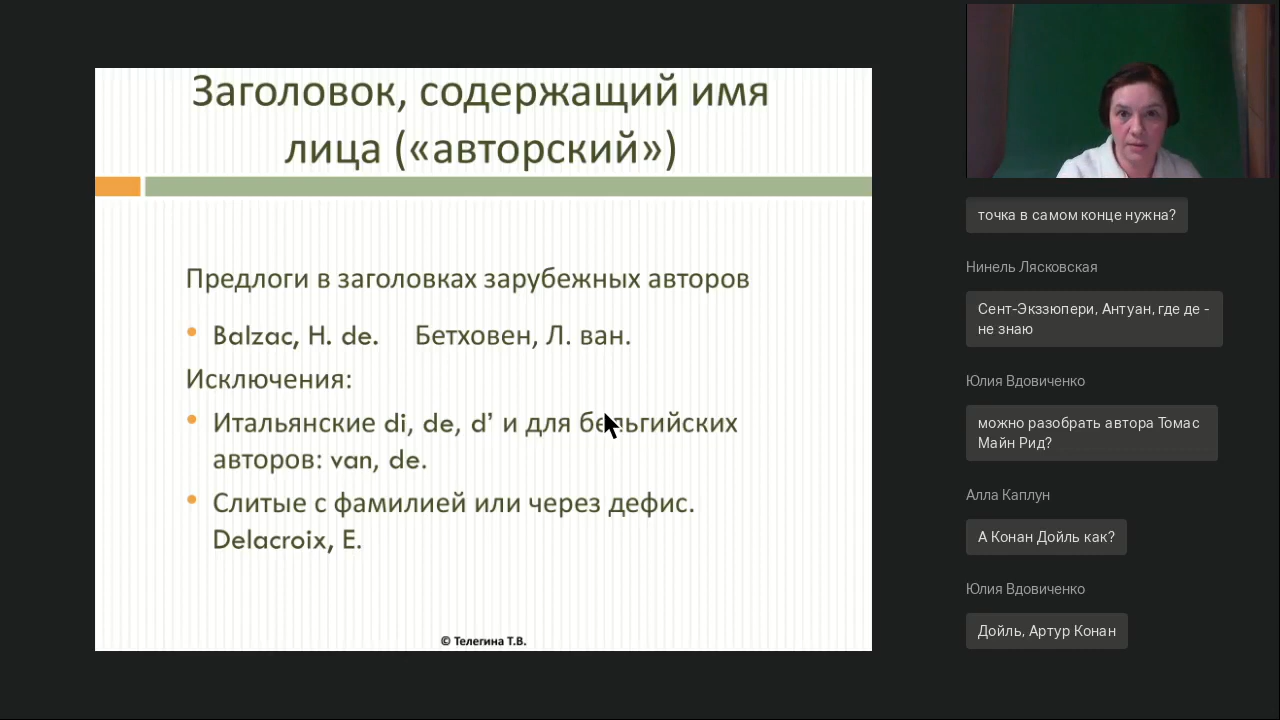 Заголовок, содержащий имя
лица («авторский»)
Предлоги в заголовках зарубежных авторов
Balzac, H. de. Бетховен, Л. ван.
Исключения:
Итальянские di, de, d’ и для бельгийских
авторов: van, de.
Слитые с фамилией или через дефис.
Delacroix, E.
© Телегина Т.В.
точка в самом конце нужна?
Нинель Лясковская
Сент-Экззюпери, Антуан, где де -
не знаю
Юлия Вдовиченко
можно разобрать автора Томас
Майн Рид?
Алла Каплун
А Конан Дойль как?
Юлия Вдовиченко
Дойль, Артур Конан